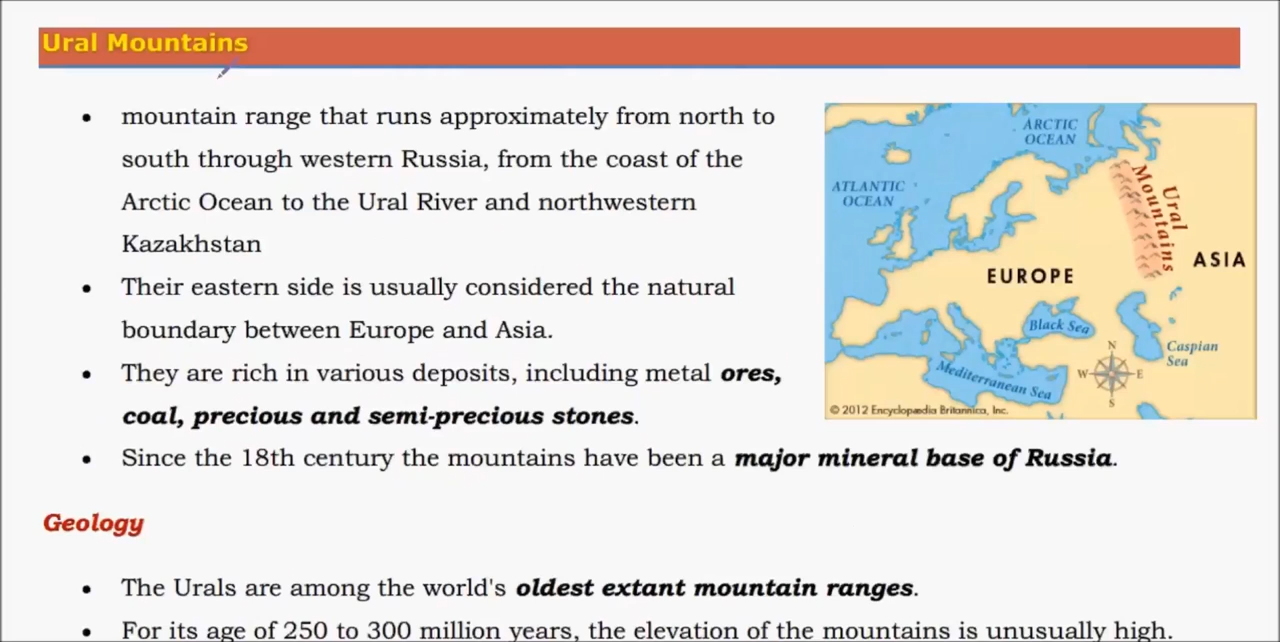 Ural Mountains
• mountain range that runs approximately from north to
south through western Russia, from the coast of the
Arctic Ocean to the Ural River and northwestern
Kazakhstan
• Their eastern side is usually considered the natural
boundary between Europe and Asia.
• They are rich in various deposits, including metal ores,
coal, precious and semi-precious stones.
• Since the 18th century the mountains have been a major mineral base of Russia.
ARCTIC
OCEAN
ATLANTIC
OCEAN
Ural
Mountains
ASIA
EUROPE
Black Sea
Caspian
Sea
Mediterranean Sea
N
W
E
S
© 2012 Encyclopædia Britannica, Inc.
Geology
• The Urals are among the world's oldest extant mountain ranges.
• For its age of 250 to 300 million years, the elevation of the mountains is unusually high.